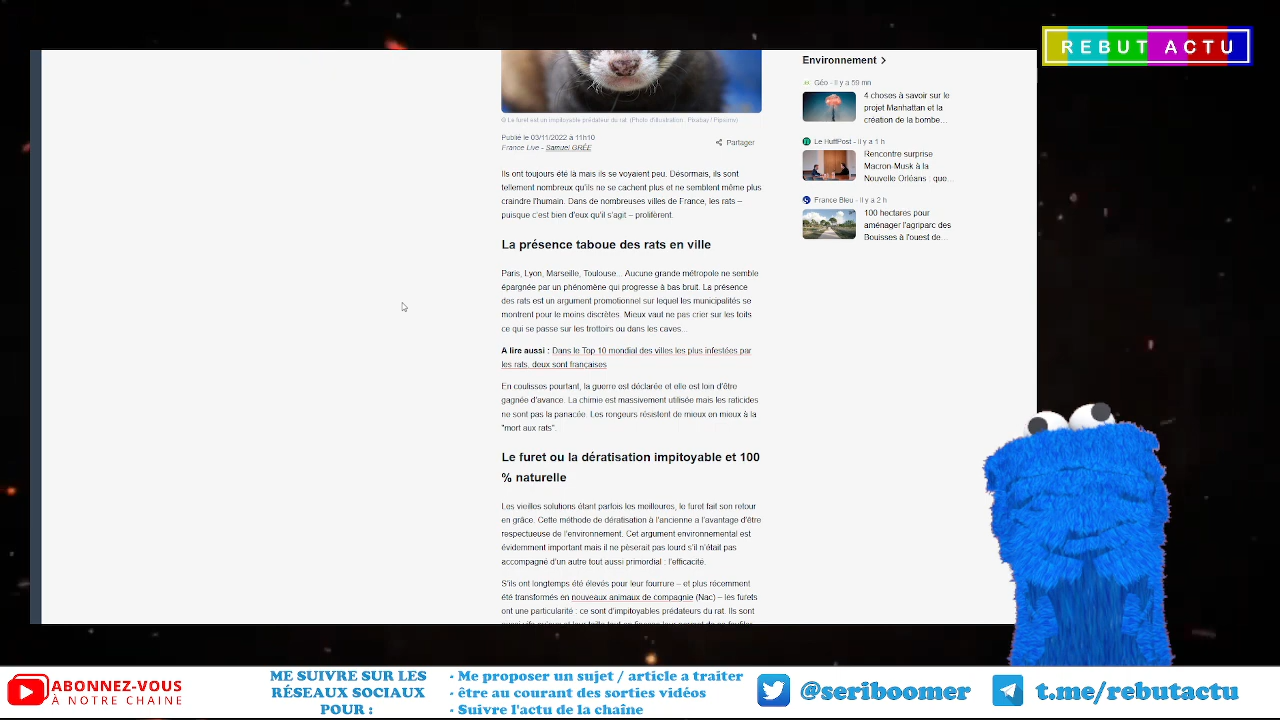 REBUT ACTU
© Le furet est un impitoyable prédateur du rat. (Photo d'illustration : Pixabay / Pipsimv)
Publié le 03/11/2022 à 11h10
France Live - Samuel GRÉE
Partager
Ils ont toujours été là mais ils se voyaient peu. Désormais, ils sont
tellement nombreux qu'ils ne se cachent plus et ne semblent même plus
craindre l'humain. Dans de nombreuses villes de France, les rats –
puisque c'est bien d'eux qu'il s'agit – prolifèrent.
La présence taboue des rats en ville
Paris, Lyon, Marseille, Toulouse... Aucune grande métropole ne semble
épargnée par un phénomène qui progresse à bas bruit. La présence
des rats est un argument promotionnel sur lequel les municipalités se
montrent pour le moins discrètes. Mieux vaut ne pas crier sur les toits
ce qui se passe sur les trottoirs ou dans les caves...
A lire aussi : Dans le Top 10 mondial des villes les plus infestées par
les rats, deux sont françaises
En coulisses pourtant, la guerre est déclarée et elle est loin d'être
gagnée d'avance. La chimie est massivement utilisée mais les raticides
ne sont pas la panacée. Les rongeurs résistent de mieux en mieux à la
"mort aux rats".
Le furet ou la dératisation impitoyable et 100
% naturelle
Les vieilles solutions étant parfois les meilleures, le furet fait son retour
en grâce. Cette méthode de dératisation à l'ancienne a l'avantage d'être
respectueuse de l'environnement. Cet argument environnemental est
évidemment important mais il ne pèserait pas lourd s'il n'était pas
accompagné d'un autre tout aussi primordial : l'efficacité.
S'ils ont longtemps été élevés pour leur fourrure – et plus récemment
été transformés en nouveaux animaux de compagnie (Nac) – les furets
ont une particularité : ce sont d'impitoyables prédateurs du rat. Ils sont
Environnement >
Géo - Il y a 59 mn
4 choses à savoir sur le
projet Manhattan et la
création de la bombe...
Le HuffPost - Il y a 1 h
Rencontre surprise
Macron-Musk à la
Nouvelle Orléans : que...
France Bleu - Il y a 2 h
100 hectares pour
aménager l'agriparc des
Bouisses à l'ouest de...
ABONNEZ-VOUS
À NOTRE CHAINE
ME SUIVRE SUR LES
RÉSEAUX SOCIAUX
POUR :
- Me proposer un sujet / article a traiter
- être au courant des sorties vidéos
- Suivre l'actu de la chaîne
@seriboomer
t.me/rebutactu